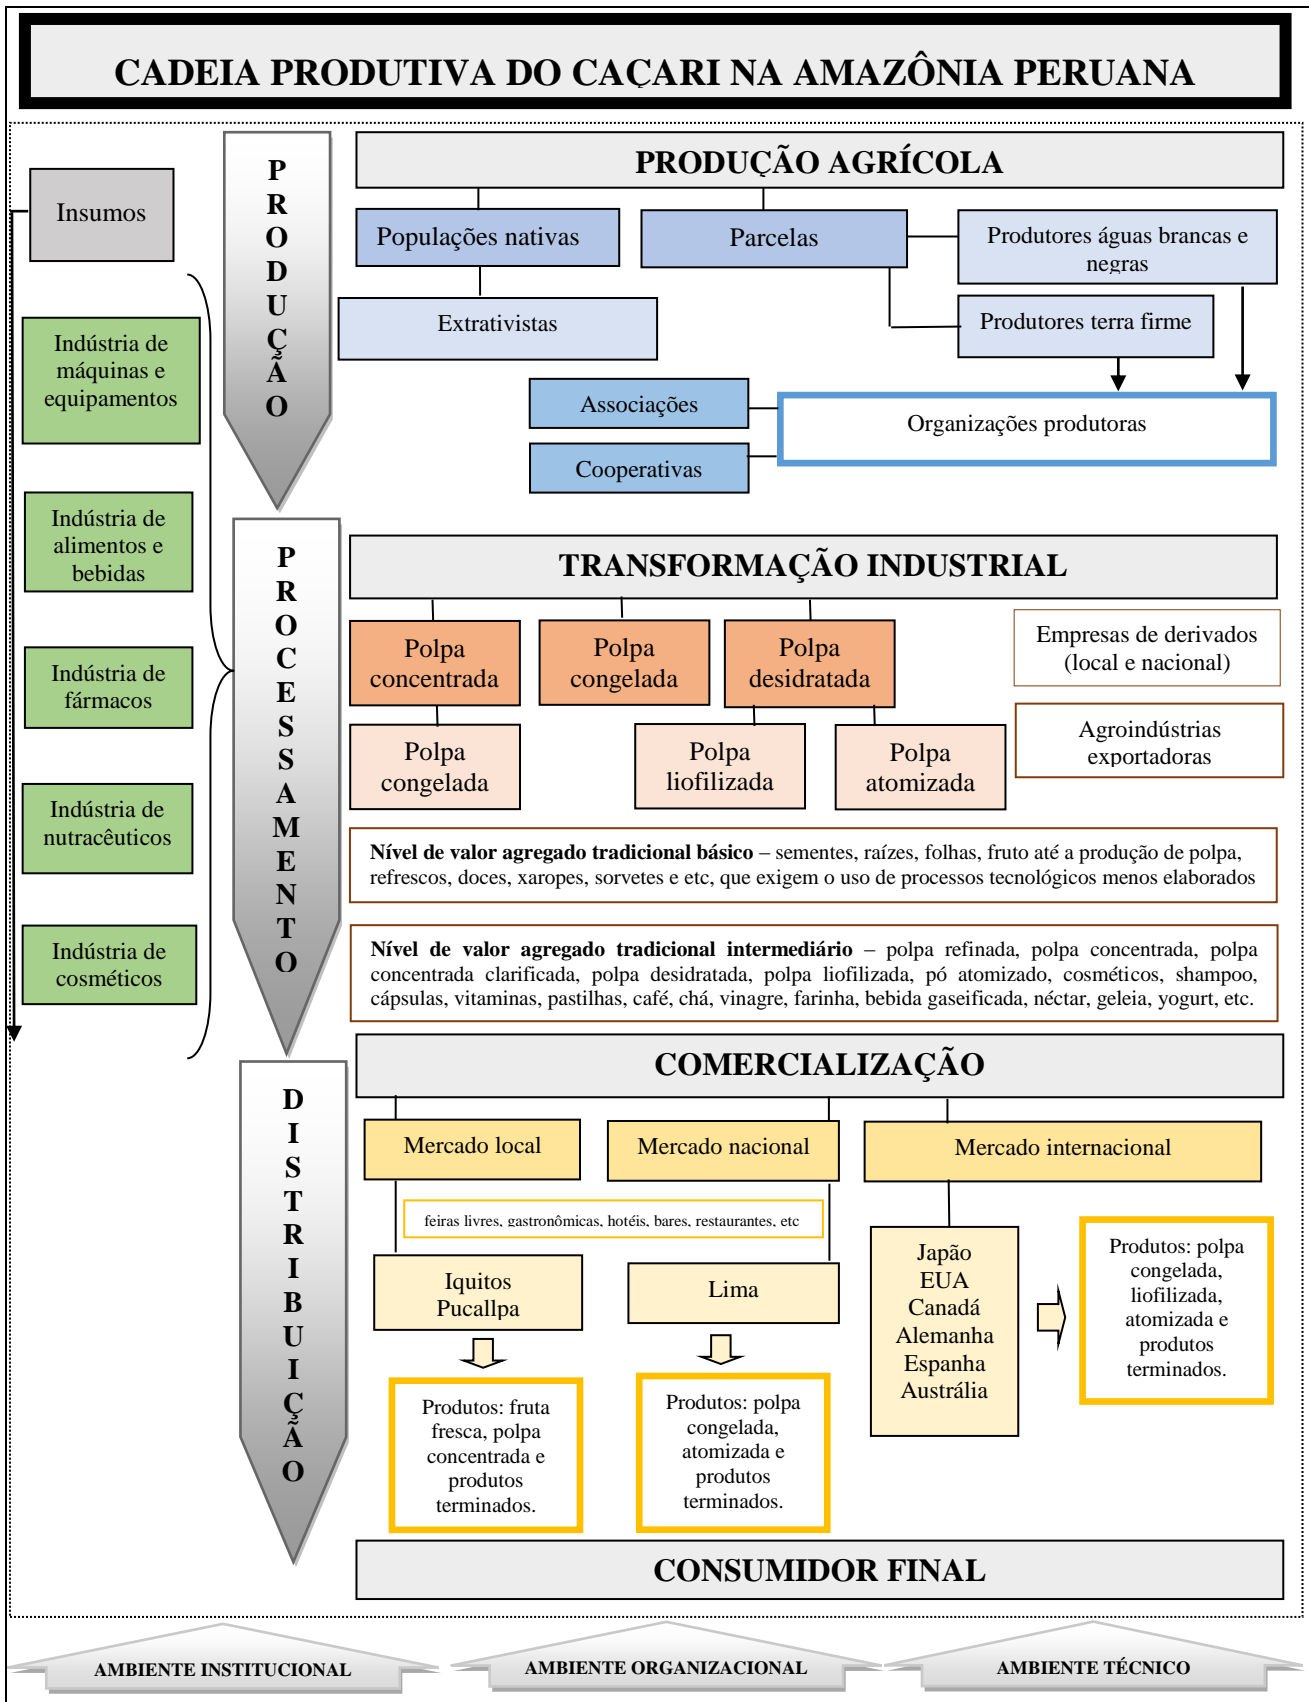 CADEIA PRODUTIVA DO CAÇARI NA AMAZÔNIA PERUANA
PRODUÇÃO
PRODUÇÃO AGRÍCOLA
Insumos
Populações nativas
Parcelas
Produtores águas brancas e
negras
Extrativistas
Produtores terra firme
Associações
Cooperativas
Organizações produtoras
Indústria de
máquinas e
equipamentos
Indústria de
alimentos e
bebidas
Indústria de
fármacos
Indústria de
nutracêuticos
Indústria de
cosméticos
PROCESSAMENTO
TRANSFORMAÇÃO INDUSTRIAL
Polpa
concentrada
Polpa
congelada
Polpa
desidratada
Empresas de derivados
(local e nacional)
Polpa
congelada
Polpa
liofilizada
Polpa
atomizada
Agroindústrias
exportadoras
Nível de valor agregado tradicional básico – sementes, raízes, folhas, fruto até a produção de polpa,
refrescos, doces, xaropes, sorvetes e etc, que exigem o uso de processos tecnológicos menos elaborados
Nível de valor agregado tradicional intermediário – polpa refinada, polpa concentrada, polpa
concentrada clarificada, polpa desidratada, polpa liofilizada, pó atomizado, cosméticos, shampoo,
cápsulas, vitaminas, pastilhas, café, chá, vinagre, farinha, bebida gaseificada, néctar, geleia, yogurt, etc.
DISTRIBUIÇÃO
COMERCIALIZAÇÃO
Mercado local
Mercado nacional
Mercado internacional
feiras livres, gastronômicas, hotéis, bares, restaurantes, etc
Iquitos
Pucallpa
Lima
Japão
EUA
Canadá
Alemanha
Espanha
Austrália
Produtos: polpa
congelada,
liofilizada,
atomizada e
produtos
terminados.
Produtos: fruta
fresca, polpa
concentrada e
produtos
terminados.
Produtos: polpa
congelada,
atomizada e
produtos
terminados.
CONSUMIDOR FINAL
AMBIENTE INSTITUCIONAL
AMBIENTE ORGANIZACIONAL
AMBIENTE TÉCNICO